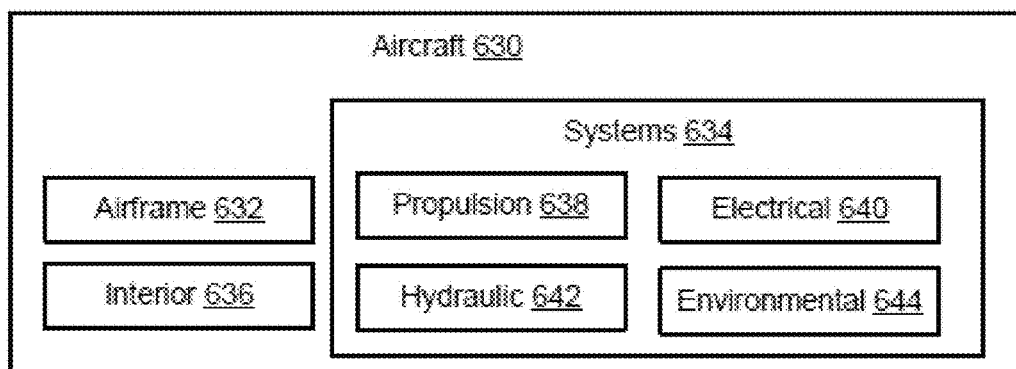 Aircraft 630
Systems 634
Airframe 632
Propulsion 638
Electrical 640
Interior 636
Hydraulic 642
Environmental 644